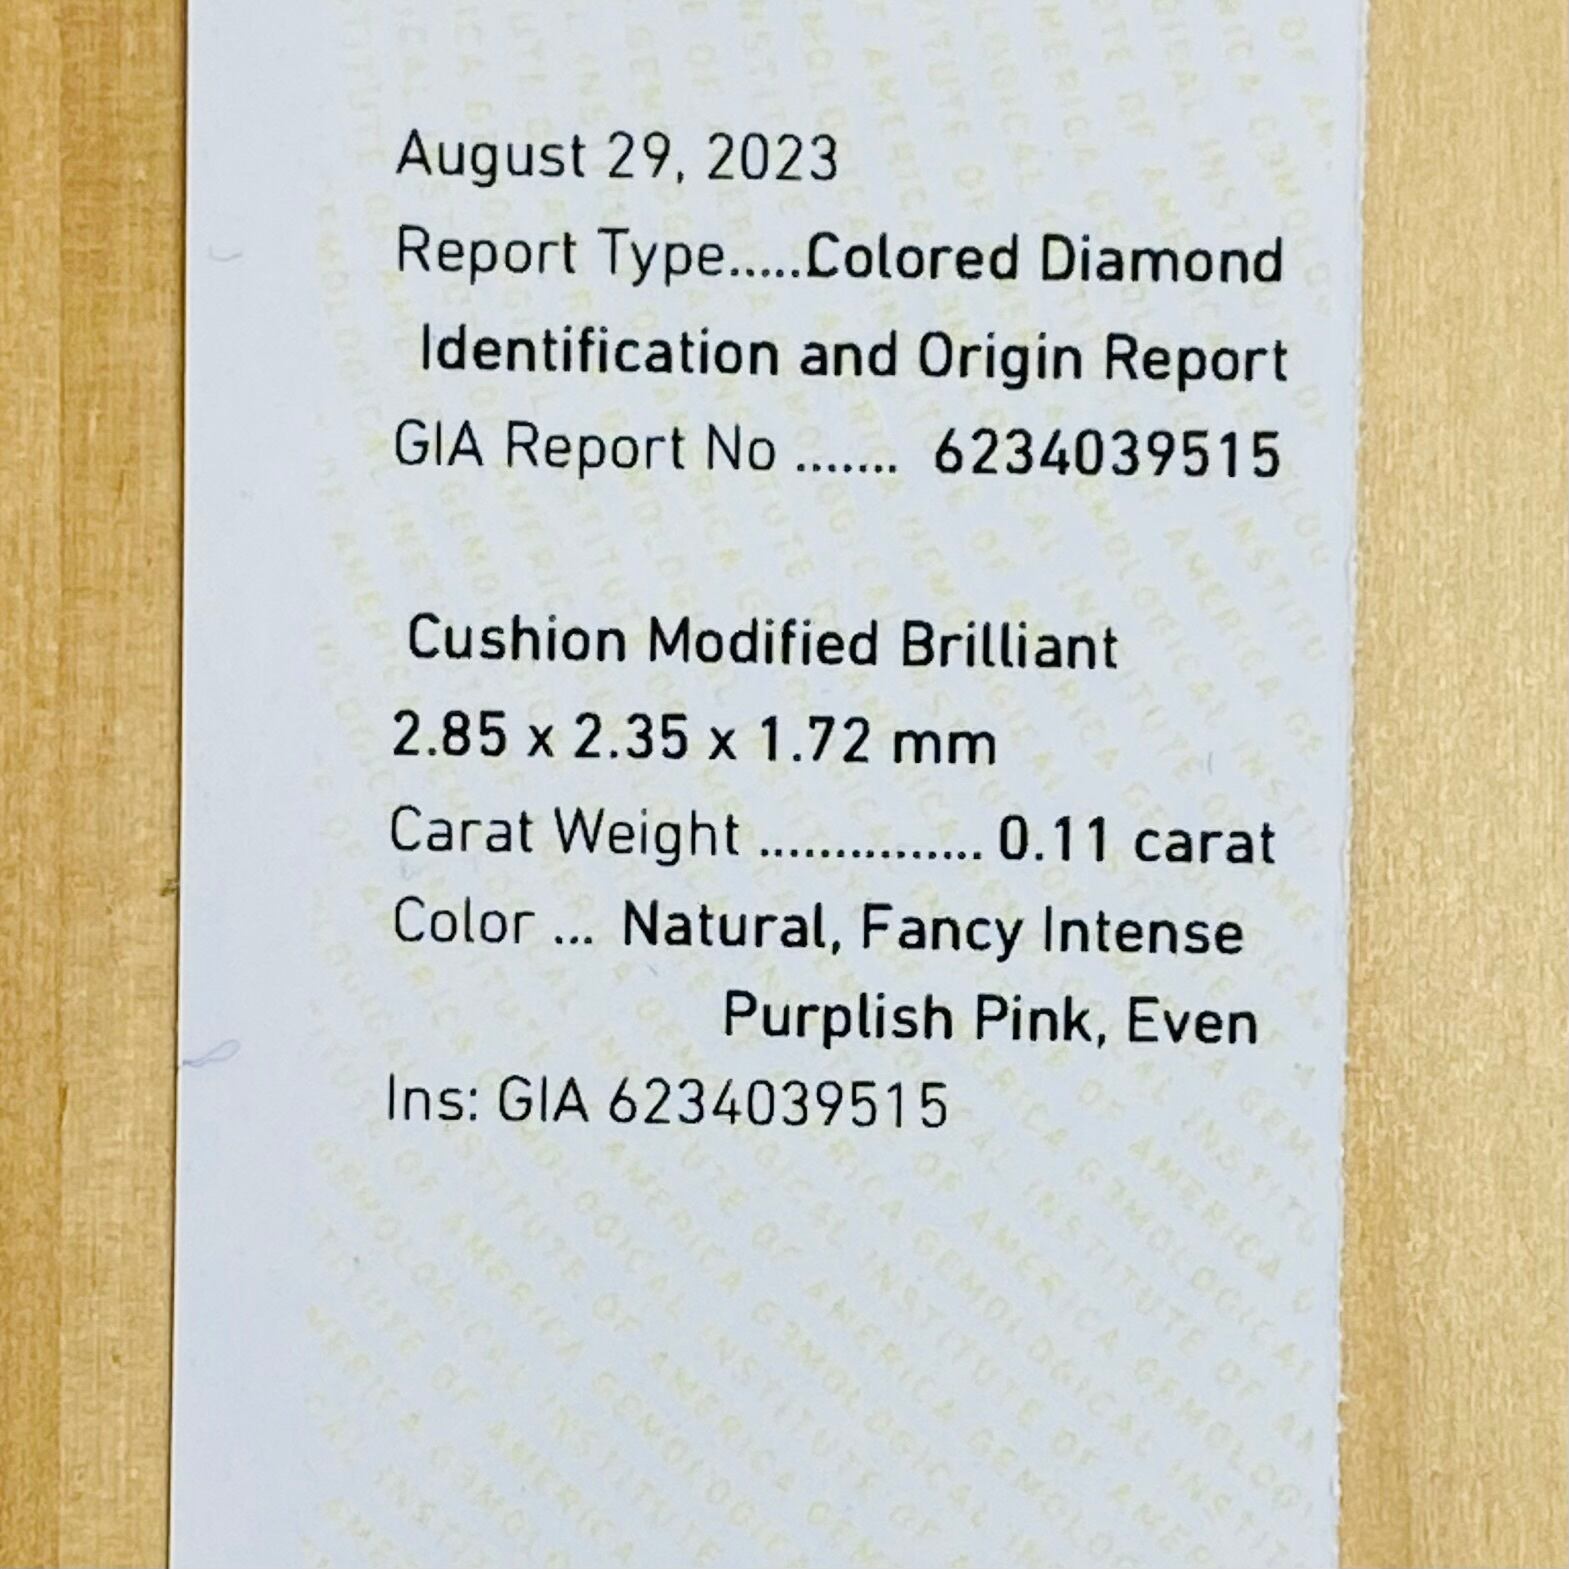 August 29, 2023
Report Type.....Colored Diamond
Identification and Origin Report
GIA Report No ....... 6234039515
Cushion Modified Brilliant
2.85 x 2.35 x 1.72 mm
Carat Weight ............... 0.11 carat
Color ... Natural, Fancy Intense
Purplish Pink, Even
Ins: GIA 6234039515